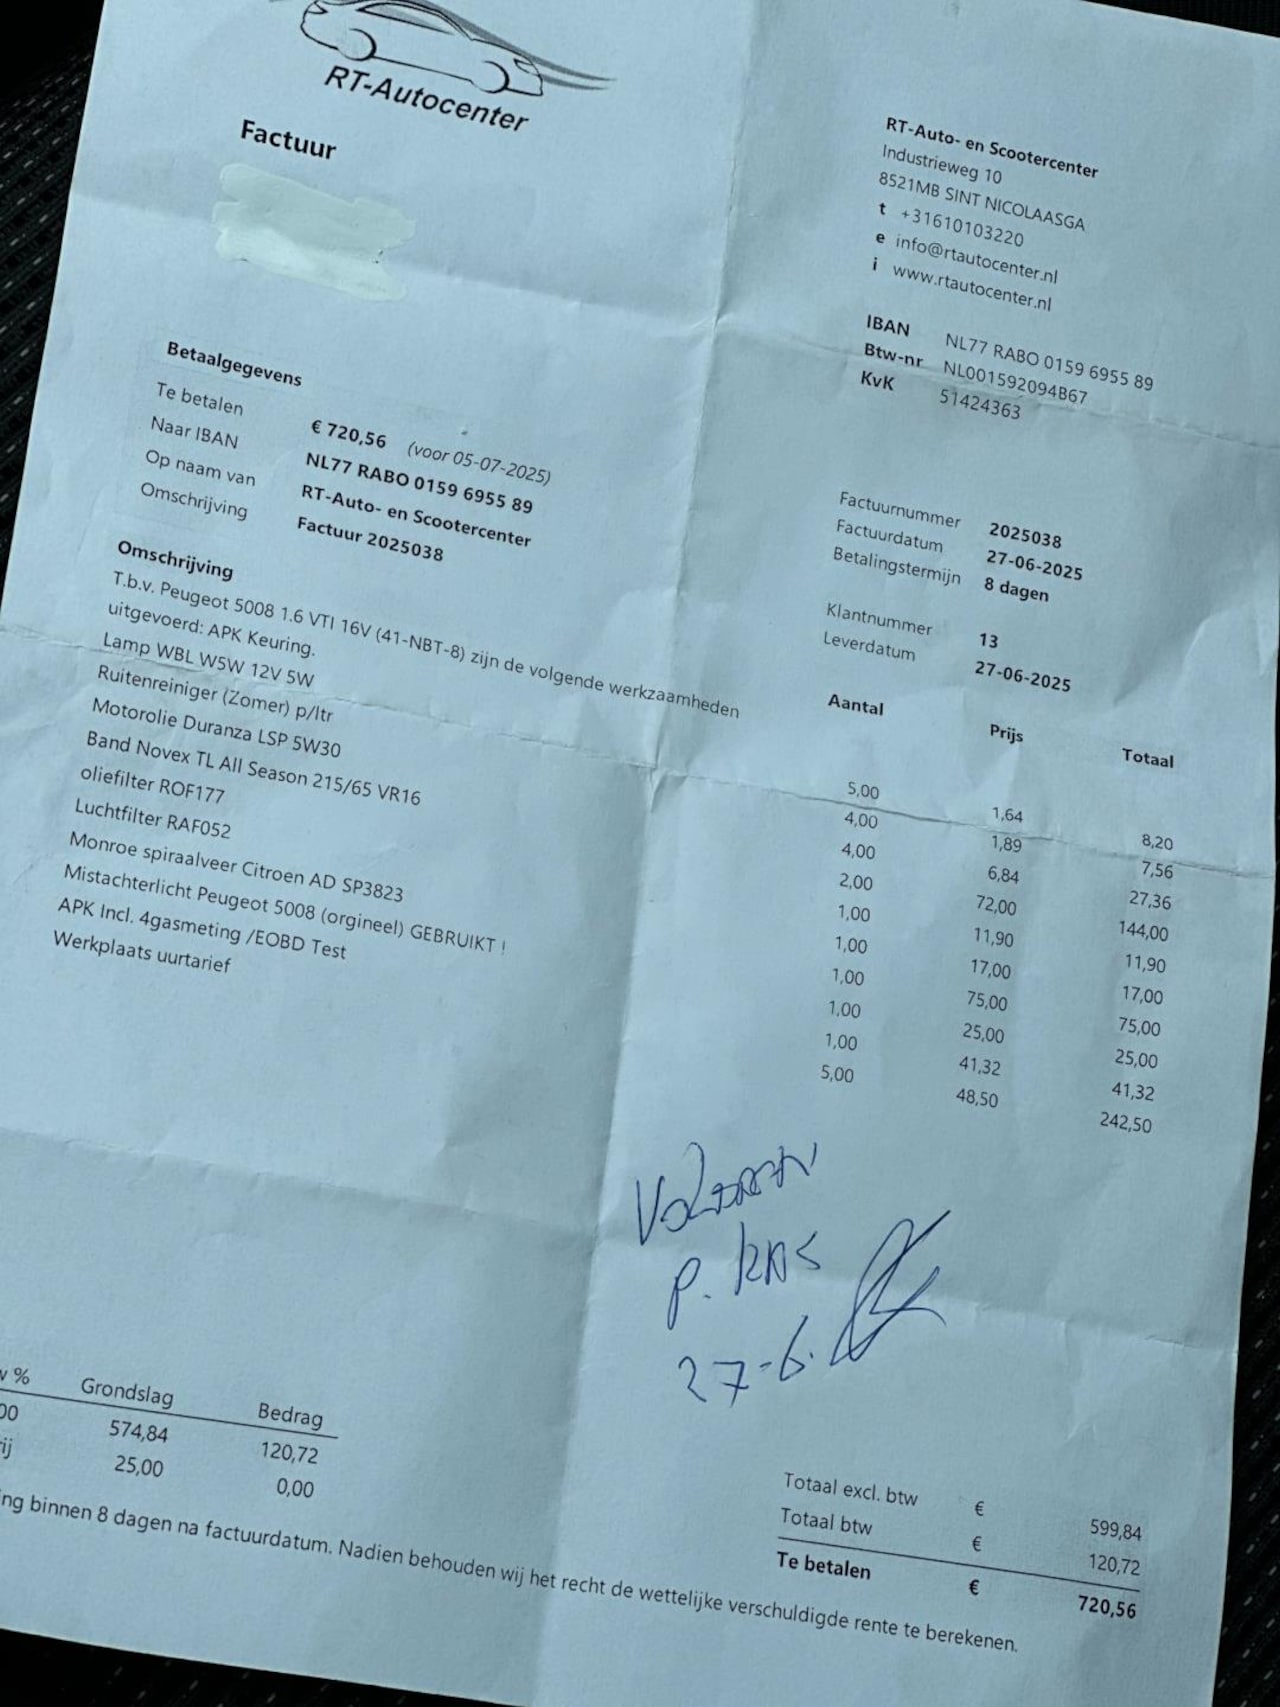 RT-Autocenter
Factuur
RT-Auto- en Scootercenter
Industrieweg 10
8521MB SINT NICOLAASGA
t +31610103220
e info@rtautocenter.nl
i www.rtautocenter.nl
IBAN NL77 RABO 0159 6955 89
Btw-nr NL001592094B67
KvK 51424363
Betaalgegevens
Te betalen € 720,56 (voor 05-07-2025)
Naar IBAN NL77 RABO 0159 6955 89
Op naam van RT-Auto- en Scootercenter
Omschrijving Factuur 2025038
Factuurnummer 2025038
Factuurdatum 27-06-2025
Betalingstermijn 8 dagen
Klantnummer 13
Leverdatum 27-06-2025
Omschrijving Aantal Prijs Totaal
T.b.v. Peugeot 5008 1.6 VTI 16V (41-NBT-8) zijn de volgende werkzaamheden
uitgevoerd: APK Keuring.
Lamp WBL W5W 12V 5W 5,00 1,64 8,20
Ruitenreiniger (Zomer) p/ltr 4,00 1,89 7,56
Motorolie Duranza LSP 5W30 4,00 6,84 27,36
Band Novex TL All Season 215/65 VR16 2,00 72,00 144,00
oliefilter ROF177 1,00 11,90 11,90
Luchtfilter RAF052 1,00 17,00 17,00
Monroe spiraalveer Citroen AD SP3823 1,00 75,00 75,00
Mistachterlicht Peugeot 5008 (orgineel) GEBRUIKT ! 1,00 25,00 25,00
APK Incl. 4gasmeting /EOBD Test 1,00 41,32 41,32
Werkplaats uurtarief 5,00 48,50 242,50
p. kas
27-6.
w % Grondslag Bedrag
00 574,84 120,72
rij 25,00 0,00
Totaal excl. btw € 599,84
Totaal btw € 120,72
Te betalen € 720,56
ing binnen 8 dagen na factuurdatum. Nadien behouden wij het recht de wettelijke verschuldigde rente te berekenen.